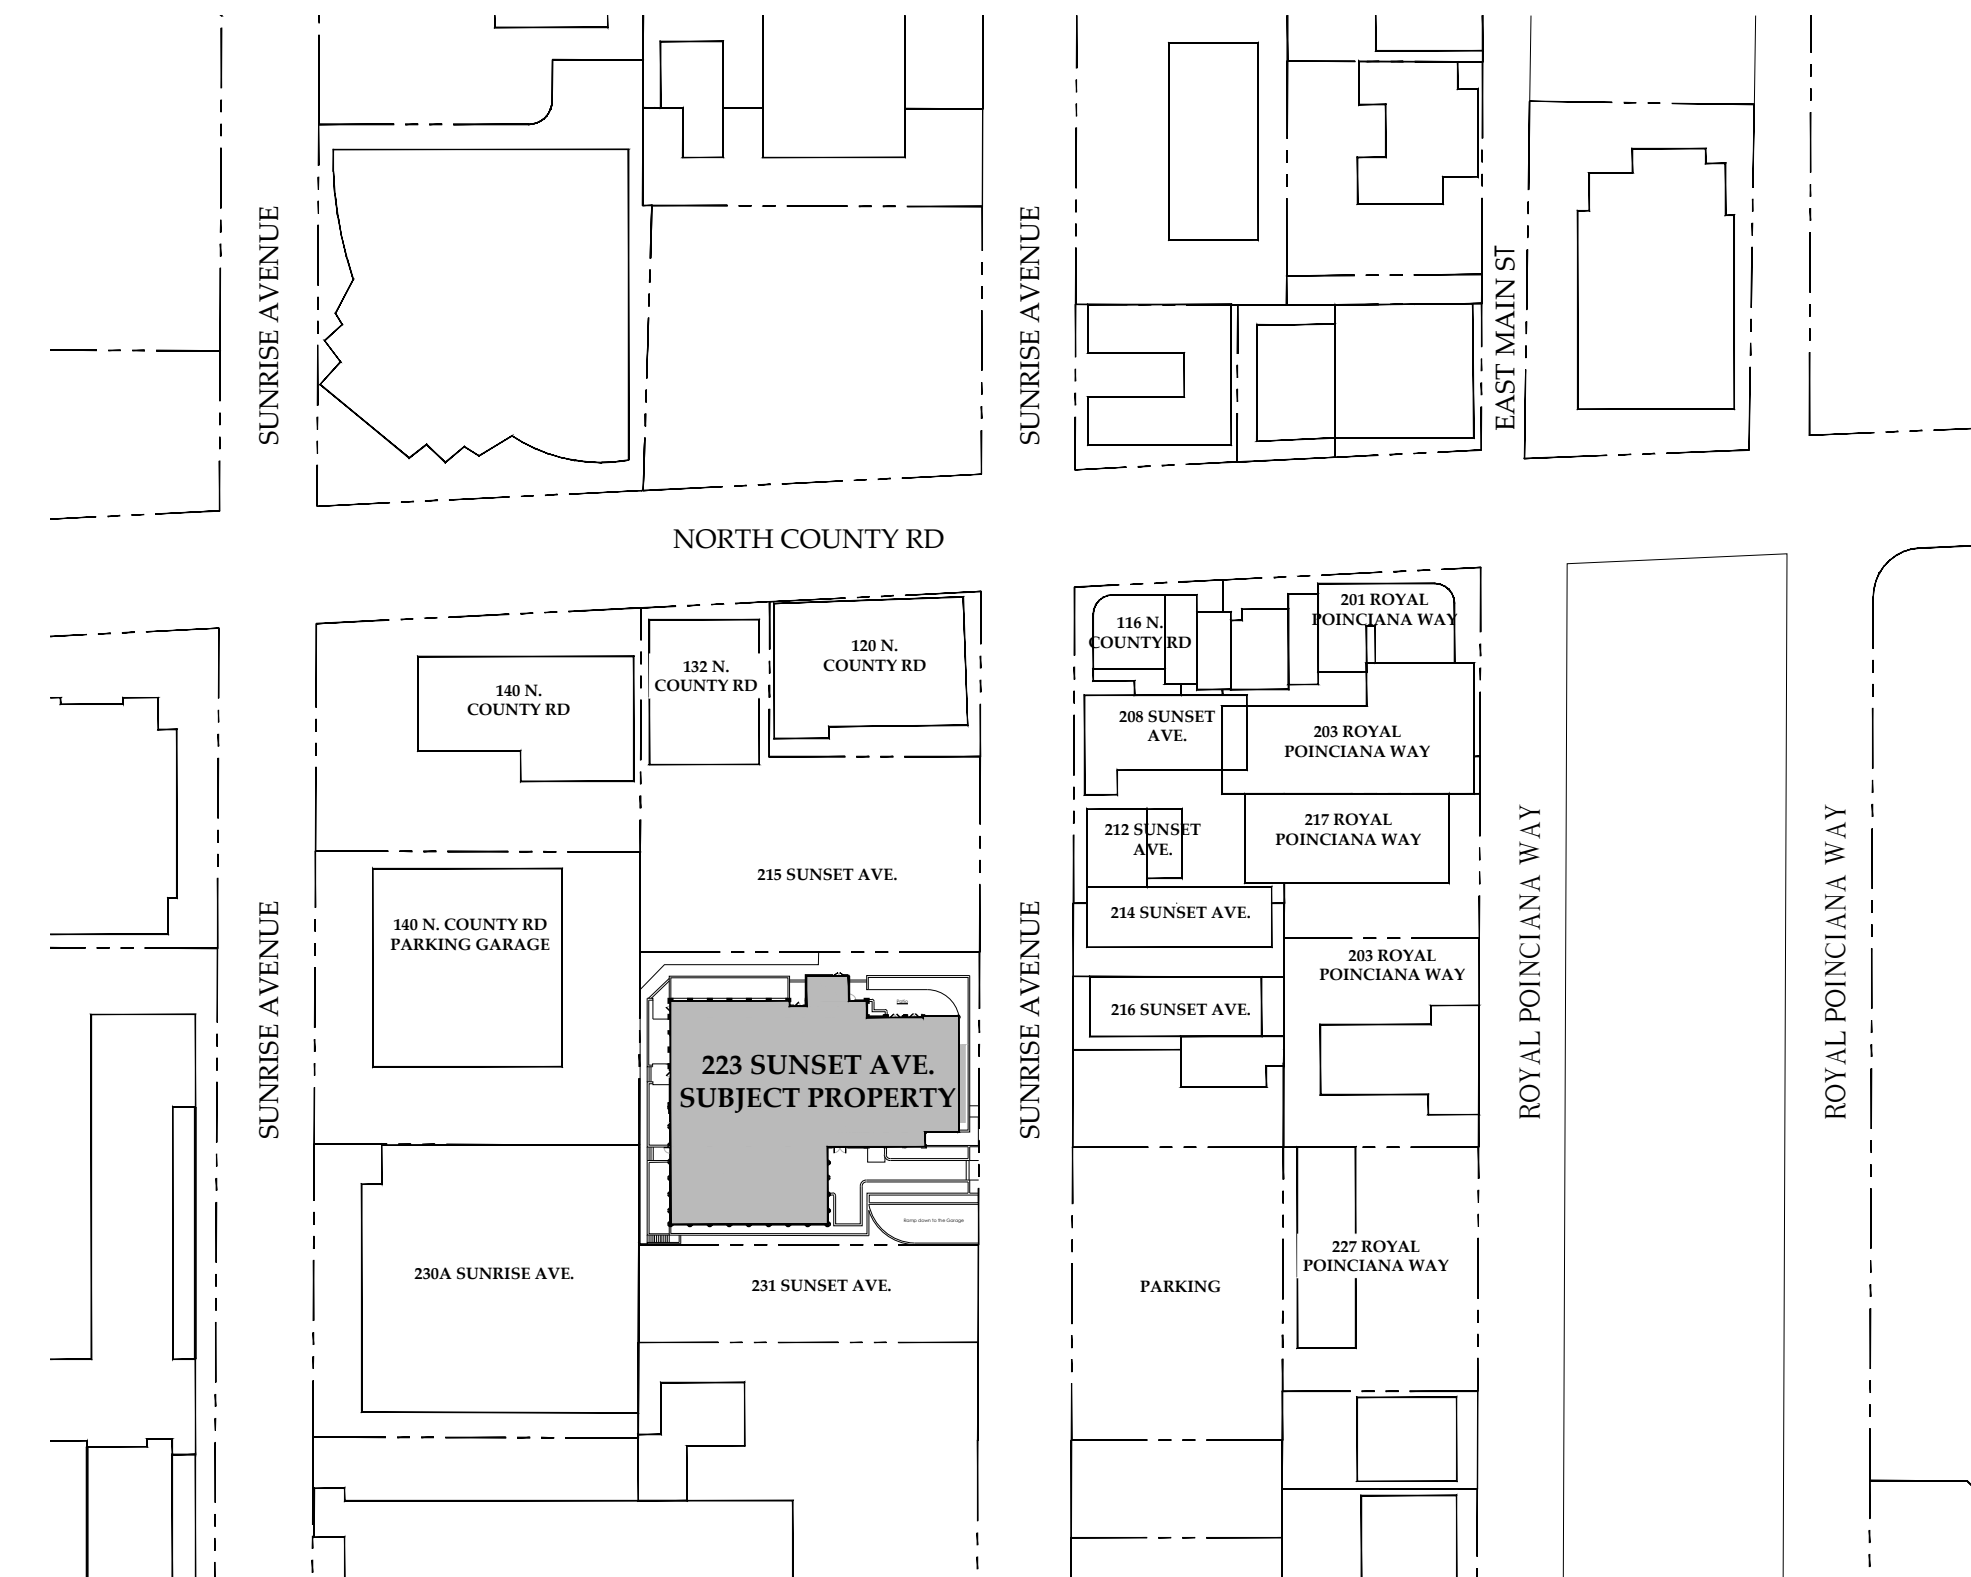 SUNRISE AVENUE
SUNRISE AVENUE
EAST MAIN ST
NORTH COUNTY RD
201 ROYAL
POINCIANA WAY
116 N.
COUNTY RD
120 N.
COUNTY RD
132 N.
COUNTY RD
140 N.
COUNTY RD
208 SUNSET
AVE.
203 ROYAL
POINCIANA WAY
212 SUNSET
AVE.
217 ROYAL
POINCIANA WAY
215 SUNSET AVE.
214 SUNSET AVE.
140 N. COUNTY RD
PARKING GARAGE
203 ROYAL
POINCIANA WAY
216 SUNSET AVE.
SUNRISE AVENUE
SUNRISE AVENUE
ROYAL POINCIANA WAY
ROYAL POINCIANA WAY
223 SUNSET AVE.
SUBJECT PROPERTY
Ramp down to the Garage
227 ROYAL
POINCIANA WAY
230A SUNRISE AVE.
231 SUNSET AVE.
PARKING